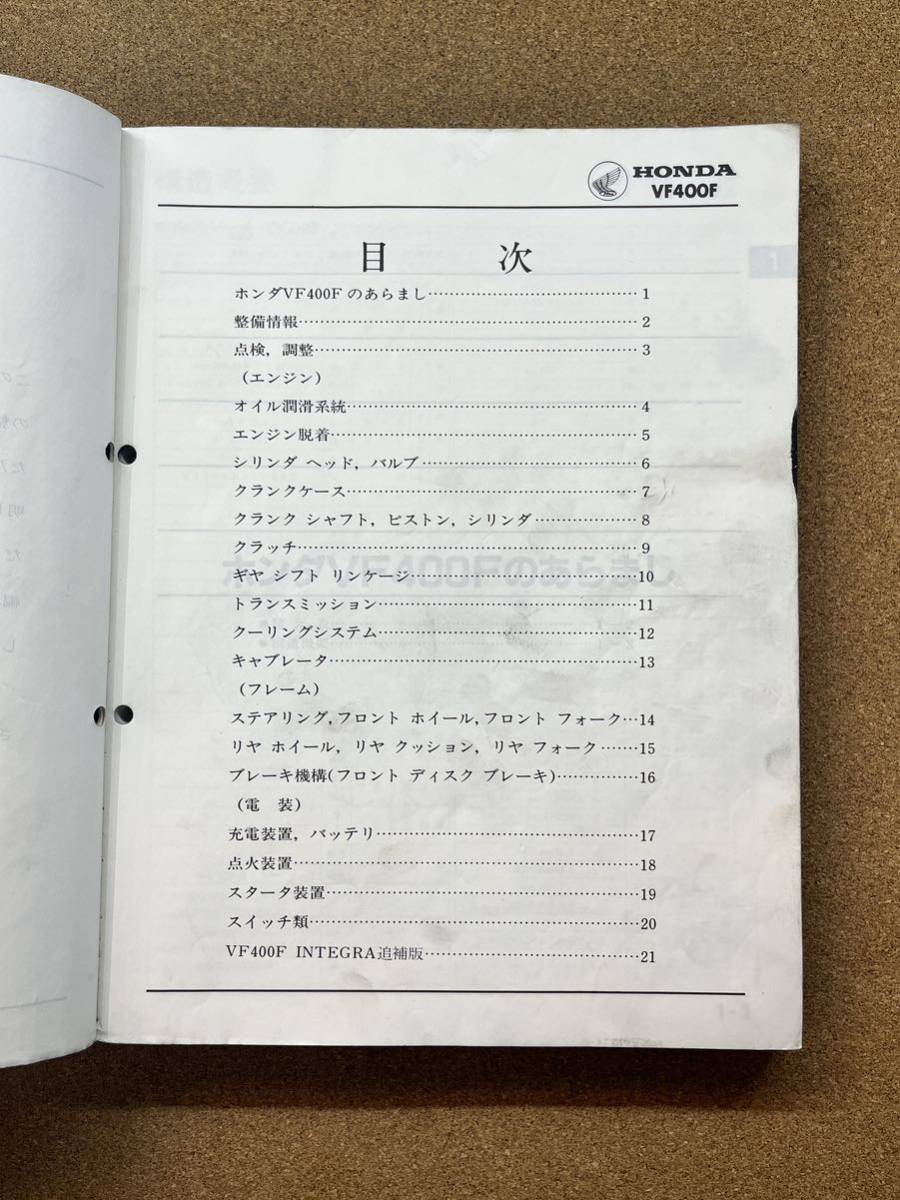 HONDA
VF400F
目 次
ホンダVF400F のあらまし…………………………………1
整備情報……………………………………………………2
点検，調整…………………………………………………3
（エンジン）
オイル潤滑系統……………………………………………4
エンジン脱着………………………………………………5
シリンダ ヘッド，バルブ…………………………………6
クランクケース……………………………………………7
クランク シャフト，ピストン，シリンダ………………8
クラッチ……………………………………………………9
ギヤ シフト リンケージ…………………………………10
トランスミッション………………………………………11
クーリングシステム………………………………………12
キャブレータ………………………………………………13
（フレーム）
ステアリング,フロント ホイール,フロント フォーク…14
リヤ ホイール，リヤ クッション，リヤ フォーク……15
ブレーキ機構(フロント ディスク ブレーキ)……………16
（電 装）
充電装置，バッテリ………………………………………17
点火装置……………………………………………………18
スタータ装置………………………………………………19
スイッチ類…………………………………………………20
VF400F INTEGRA追補版…………………………………21